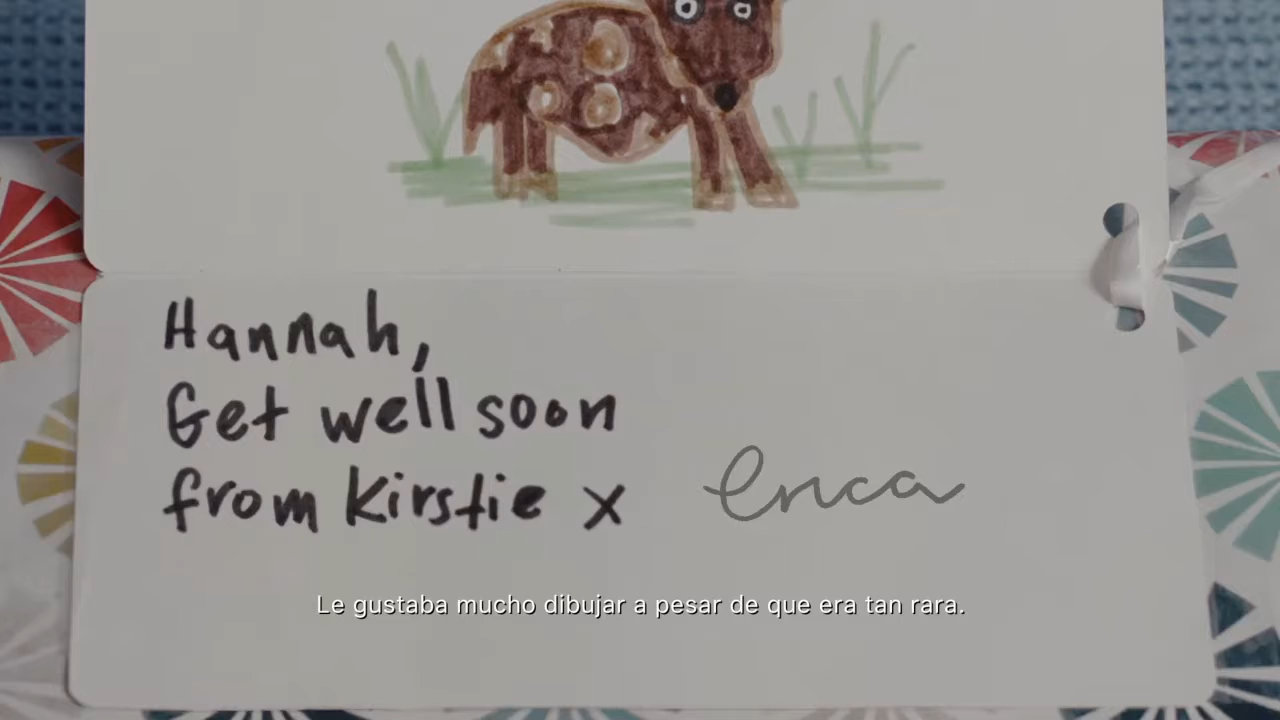 Hannah,
Get well soon
from Kirstie x
erica
Le gustaba mucho dibujar a pesar de que era tan rara.